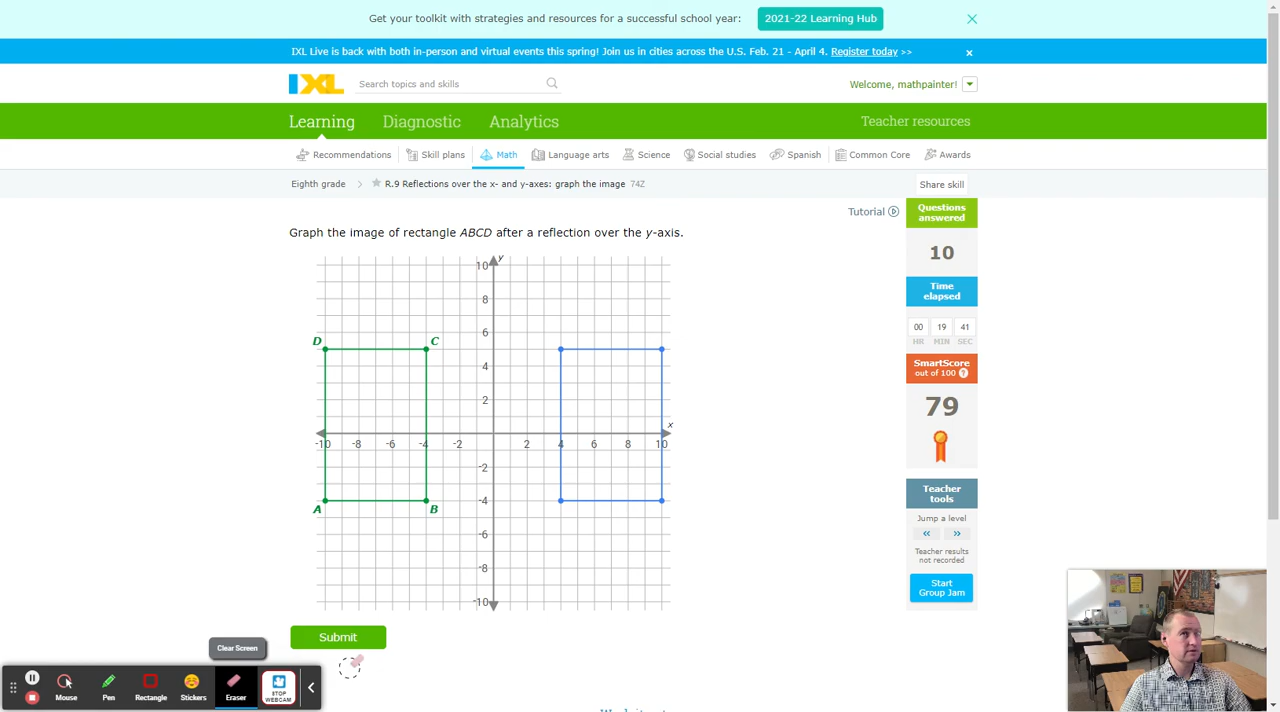 Get your toolkit with strategies and resources for a successful school year: 2021-22 Learning Hub
IXL Live is back with both in-person and virtual events this spring! Join us in cities across the U.S. Feb. 21 - April 4. Register today >>
IXL Search topics and skills Welcome, mathpainter!
Learning Diagnostic Analytics Teacher resources
Recommendations Skill plans Math Language arts Science Social studies Spanish Common Core Awards
Eighth grade R.9 Reflections over the x- and y-axes: graph the image 74Z Share skill
Tutorial
Graph the image of rectangle ABCD after a reflection over the y-axis.
y
10
8
6
D C
4
2
x
-10 -8 -6 -4 -2 2 4 6 8 10
-2
-4
A B
-6
-8
-10
Submit
Questions answered
10
Time elapsed
00 19 41
HR MIN SEC
SmartScore
out of 100 ?
79
Teacher tools
Jump a level
« »
Teacher results not recorded
Start Group Jam
Clear Screen
Mouse Pen Rectangle Stickers Eraser STOP WEBCAM